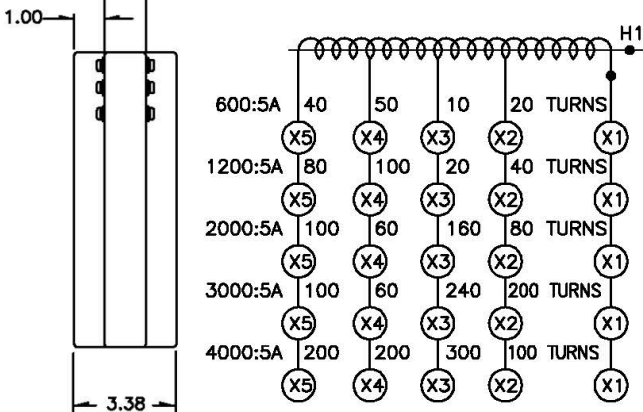 1.00
H1
600:5A 40 50 10 20 TURNS
X5 X4 X3 X2 X1
1200:5A 80 100 20 40 TURNS
X5 X4 X3 X2 X1
2000:5A 100 60 160 80 TURNS
X5 X4 X3 X2 X1
3000:5A 100 60 240 200 TURNS
X5 X4 X3 X2 X1
4000:5A 200 200 300 100 TURNS
X5 X4 X3 X2 X1
3.38